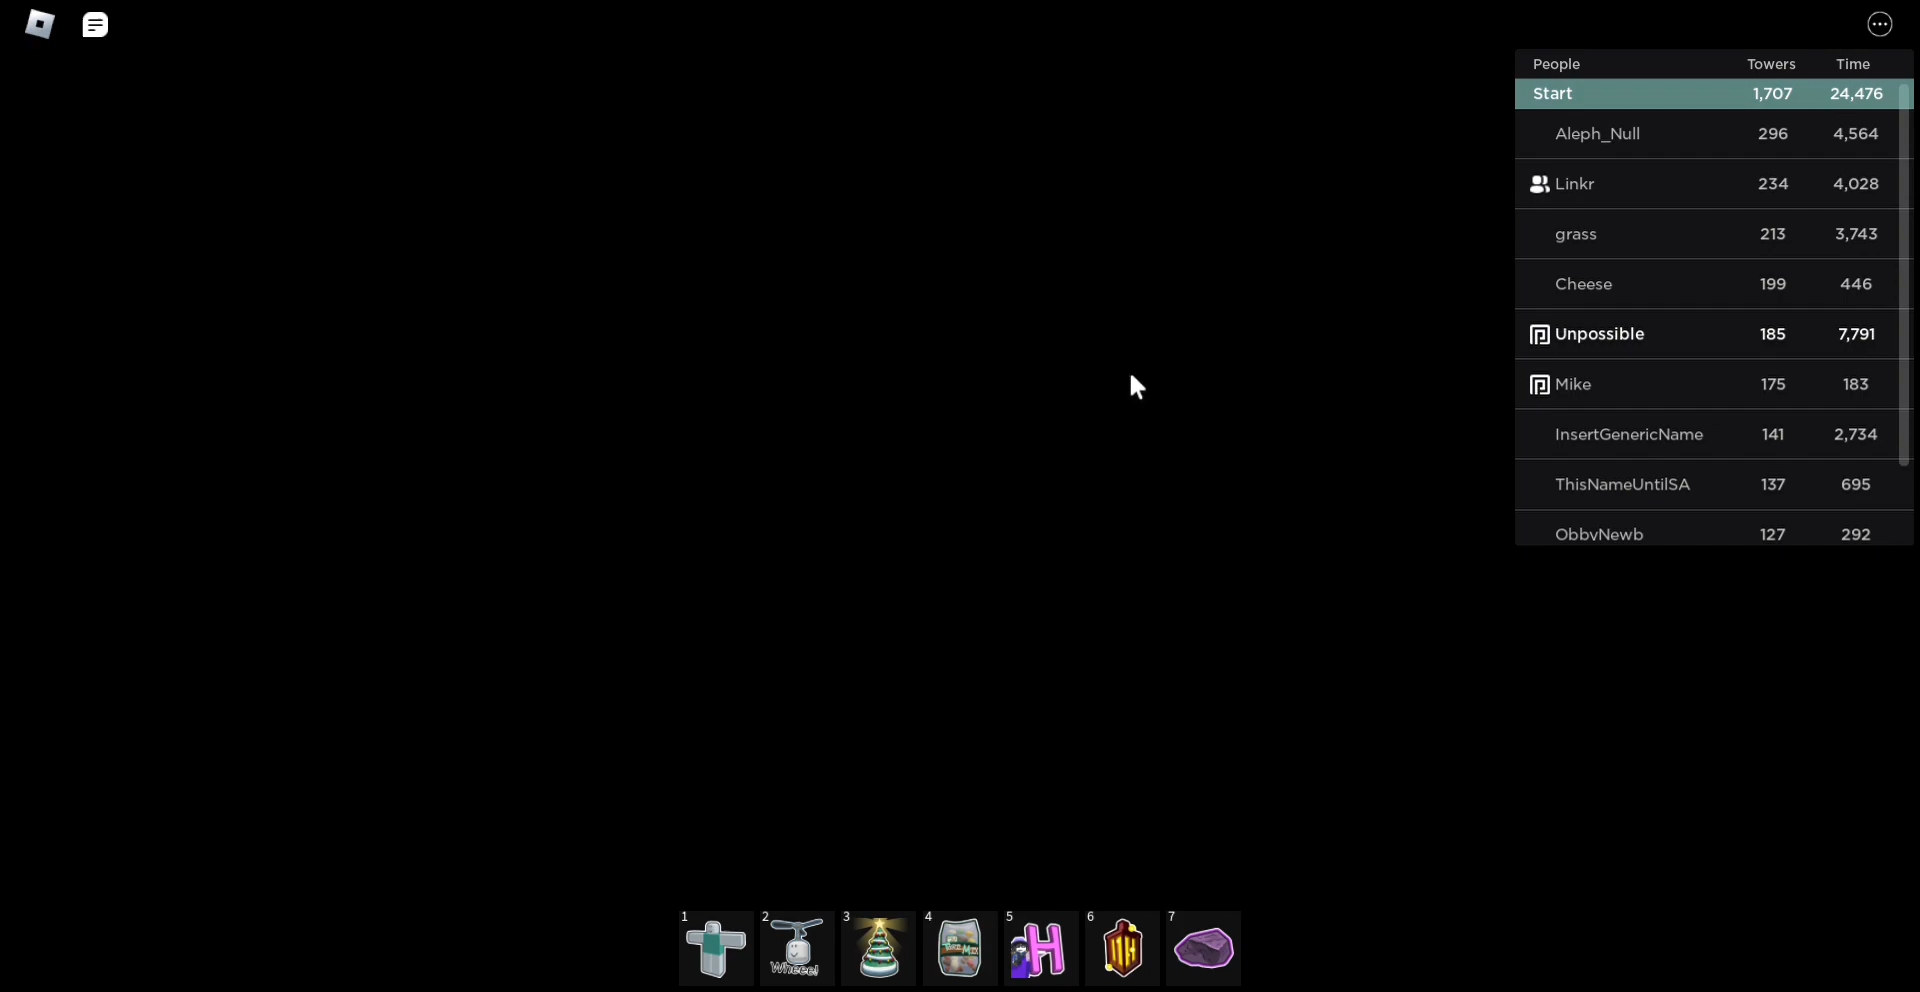 People Towers Time
Start 1,707 24,476
Aleph_Null 296 4,564
Linkr 234 4,028
grass 213 3,743
Cheese 199 446
Unpossible 185 7,791
Mike 175 183
InsertGenericName 141 2,734
ThisNameUntilSA 137 695
ObbyNewb 127 292
1 2 3 4 5 6 7
Wheee!
H